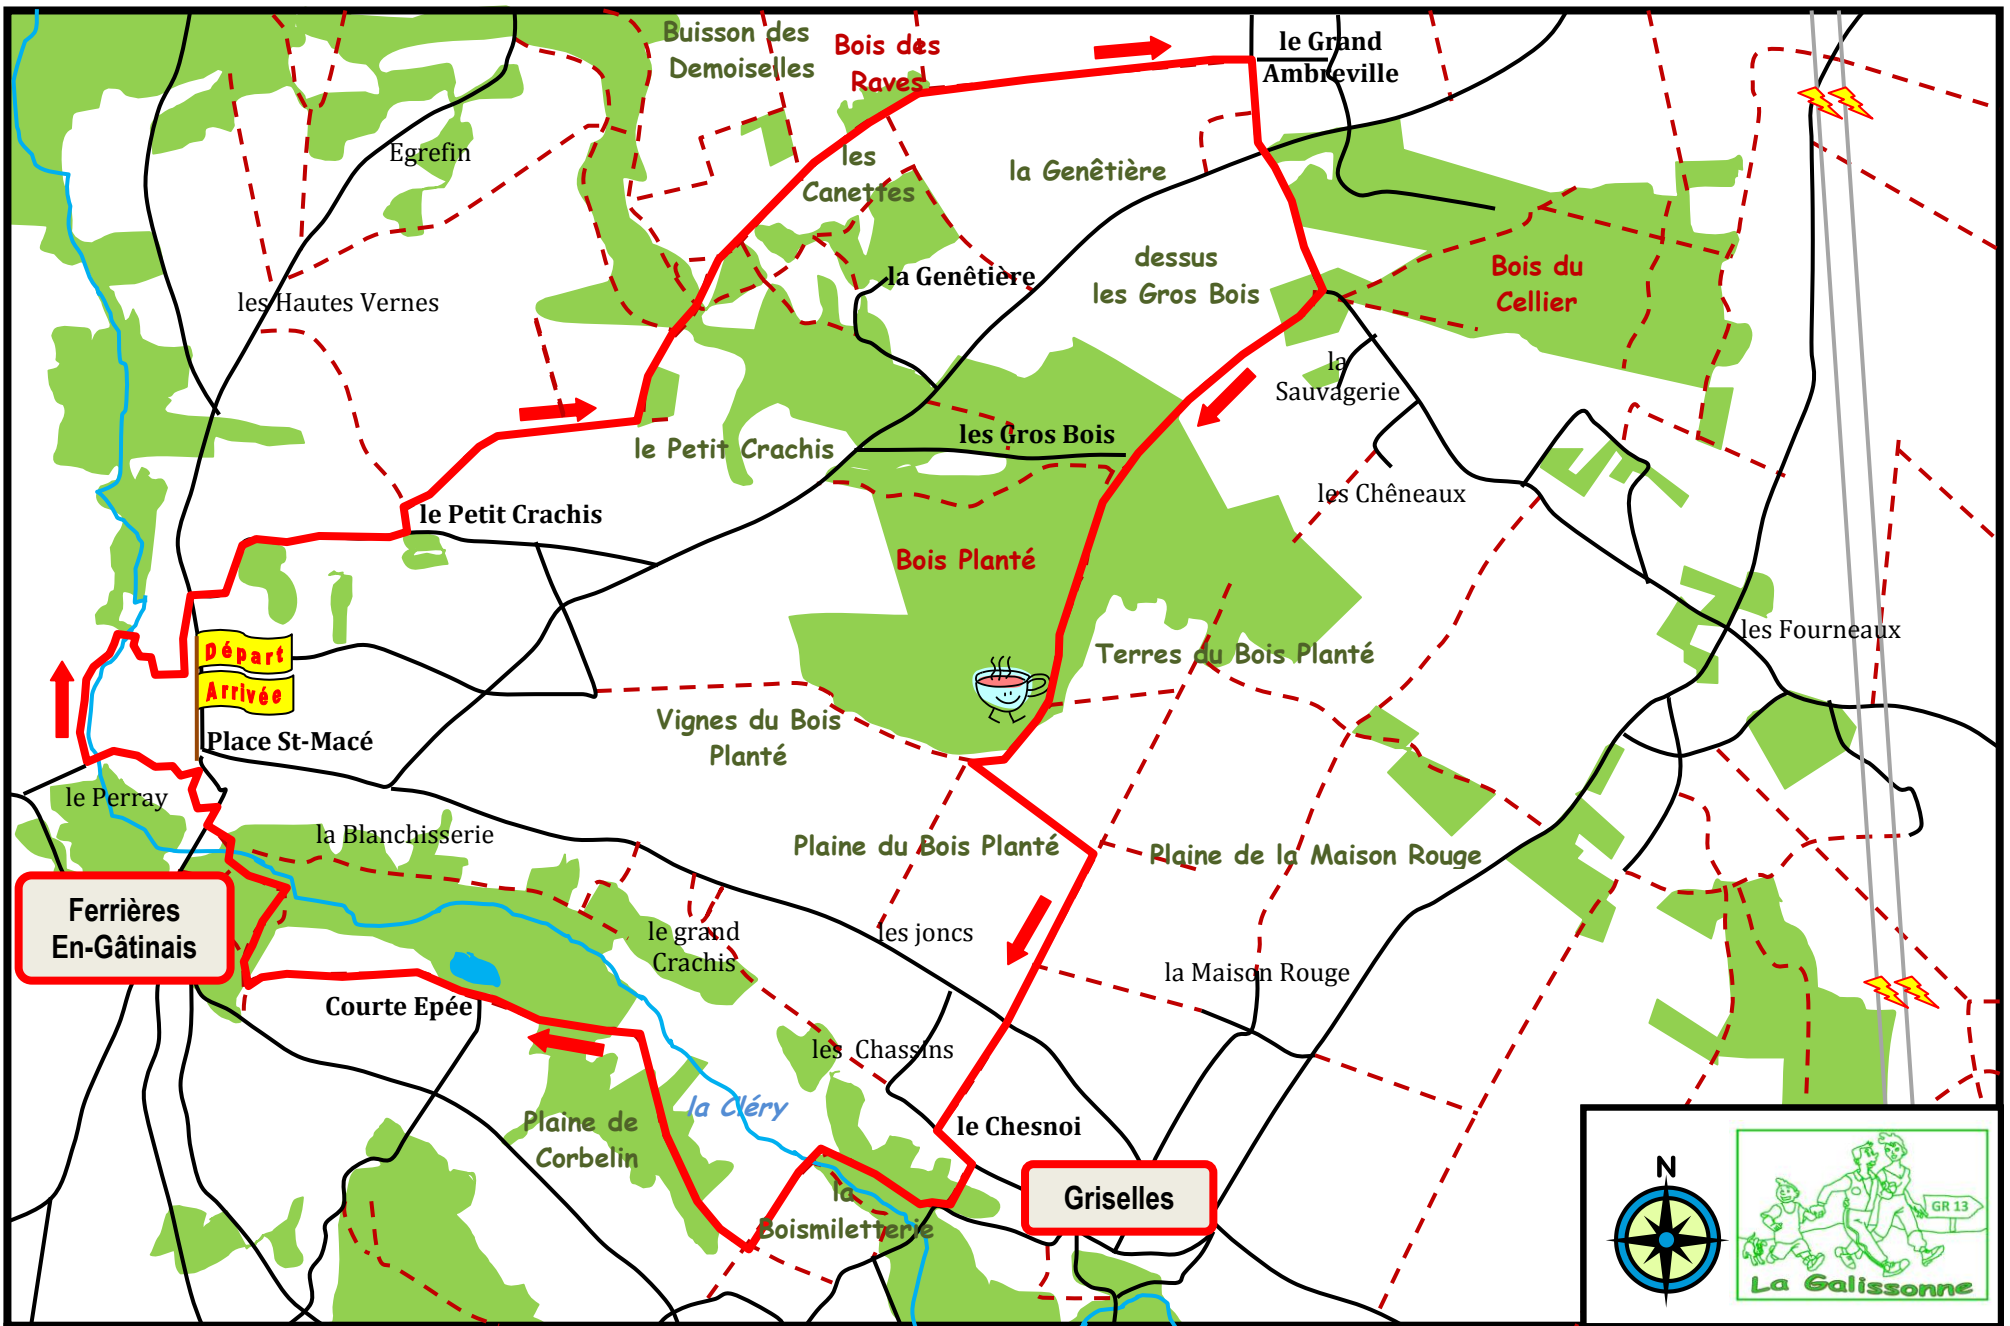 Buisson des
Demoiselles
Bois des
Raves
le Grand
Ambreville
Egrefin
les
Canettes
la Genêtière
les Hautes Vernes
la Genêtière
dessus
les Gros Bois
Bois du
Cellier
la
Sauvagerie
le Petit Crachis
les Gros Bois
les Chêneaux
le Petit Crachis
Bois Planté
Départ
Arrivée
Terres du Bois Planté
les Fourneaux
Place St-Macé
Vignes du Bois
Planté
le Perray
la Blanchisserie
Plaine du Bois Planté
Plaine de la Maison Rouge
Ferrières
En-Gâtinais
le grand
Crachis
les joncs
la Maison Rouge
Courte Epée
les Chassins
la Cléry
Plaine de
Corbelin
le Chesnoi
la
Boismiletterie
Griselles
N
GR 13
La Galissonne